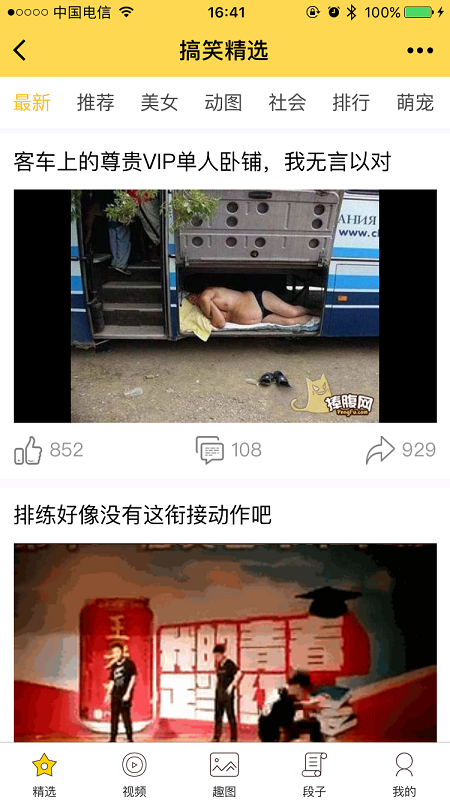 中国电信
16:41
100%
搞笑精选
最新 推荐 美女 动图 社会 排行 萌宠
客车上的尊贵VIP单人卧铺，我无言以对
АНИЯ
www.c
捧腹网
PengFu.com
852 108 929
排练好像没有这衔接动作吧
我的青春
正当红
精选 视频 趣图 段子 我的